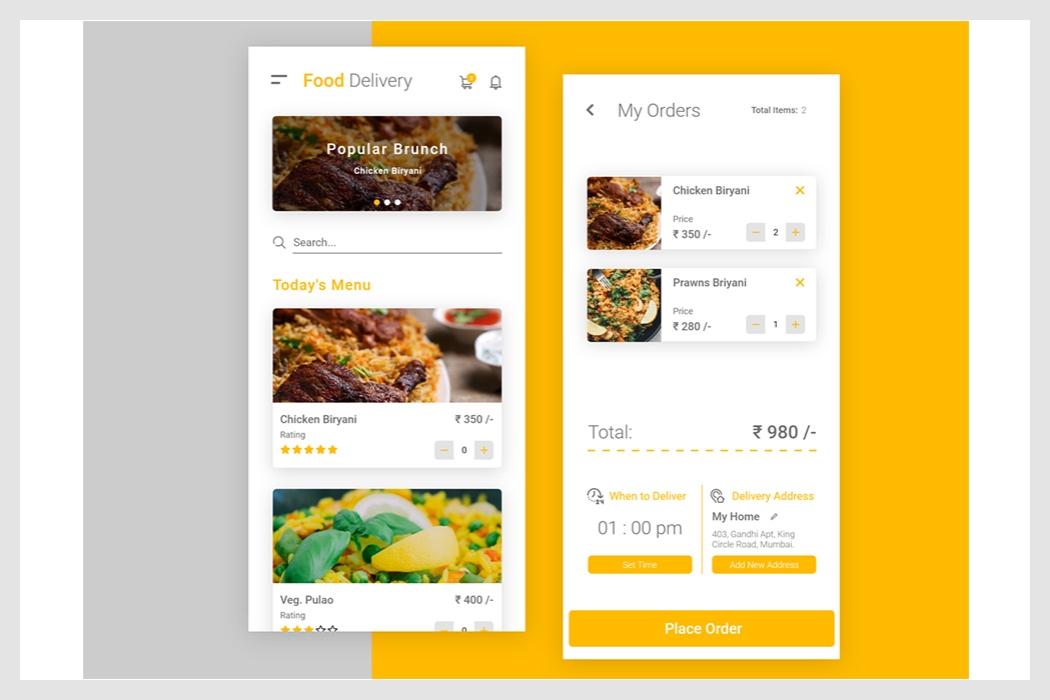 Food Delivery
2
Popular Brunch
Chicken Biryani
Search...
Today's Menu
Chicken Biryani ₹ 350 /-
Rating
0
Veg. Pulao ₹ 400 /-
Rating
0
My Orders Total Items: 2
Chicken Biryani
Price
₹ 350 /- 2
Prawns Briyani
Price
₹ 280 /- 1
Total: ₹ 980 /-
When to Deliver
01 : 00 pm
Set Time
Delivery Address
My Home
403, Gandhi Apt, King
Circle Road, Mumbai.
Add New Address
Place Order